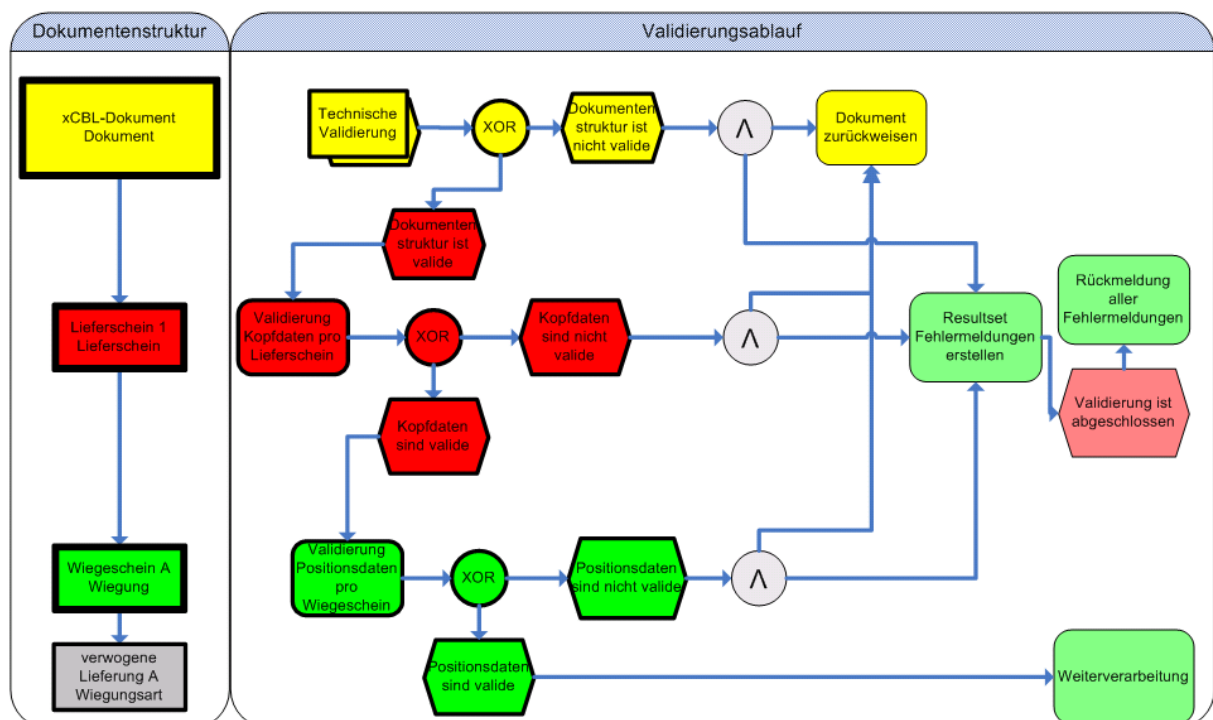 Dokumentenstruktur
Validierungsablauf
xCBL-Dokument
Dokument
Lieferschein 1
Lieferschein
Wiegeschein A
Wiegung
verwogene
Lieferung A
Wiegungsart
Technische
Validierung
XOR
Dokumenten
struktur ist
nicht valide
Λ
Dokument
zurückweisen
Dokumenten
struktur ist
valide
Validierung
Kopfdaten pro
Lieferschein
XOR
Kopfdaten
sind nicht
valide
Λ
Resultset
Fehlermeldungen
erstellen
Rückmeldung
aller
Fehlermeldungen
Validierung ist
abgeschlossen
Kopfdaten
sind valide
Validierung
Positionsdaten
pro
Wiegeschein
XOR
Positionsdaten
sind nicht valide
Λ
Positionsdaten
sind valide
Weiterverarbeitung